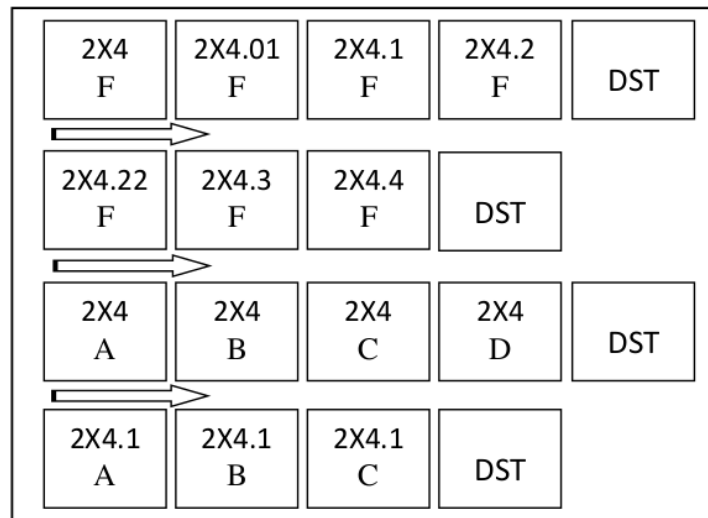 2X4 2X4.01 2X4.1 2X4.2 DST
F F F F
2X4.22 2X4.3 2X4.4 DST
F F F
2X4 2X4 2X4 2X4 DST
A B C D
2X4.1 2X4.1 2X4.1 DST
A B C